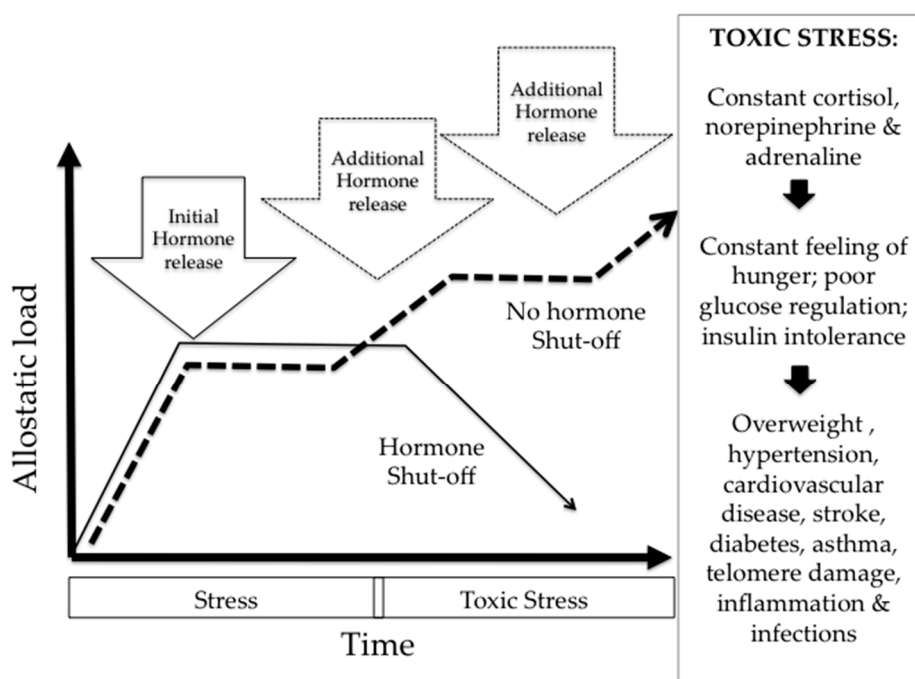 Allostatic load
Initial
Hormone
release
Additional
Hormone
release
Additional
Hormone
release
No hormone
Shut-off
Hormone
Shut-off
Stress
Toxic Stress
Time
TOXIC STRESS:
Constant cortisol,
norepinephrine &
adrenaline
Constant feeling of
hunger; poor
glucose regulation;
insulin intolerance
Overweight ,
hypertension,
cardiovascular
disease, stroke,
diabetes, asthma,
telomere damage,
inflammation &
infections